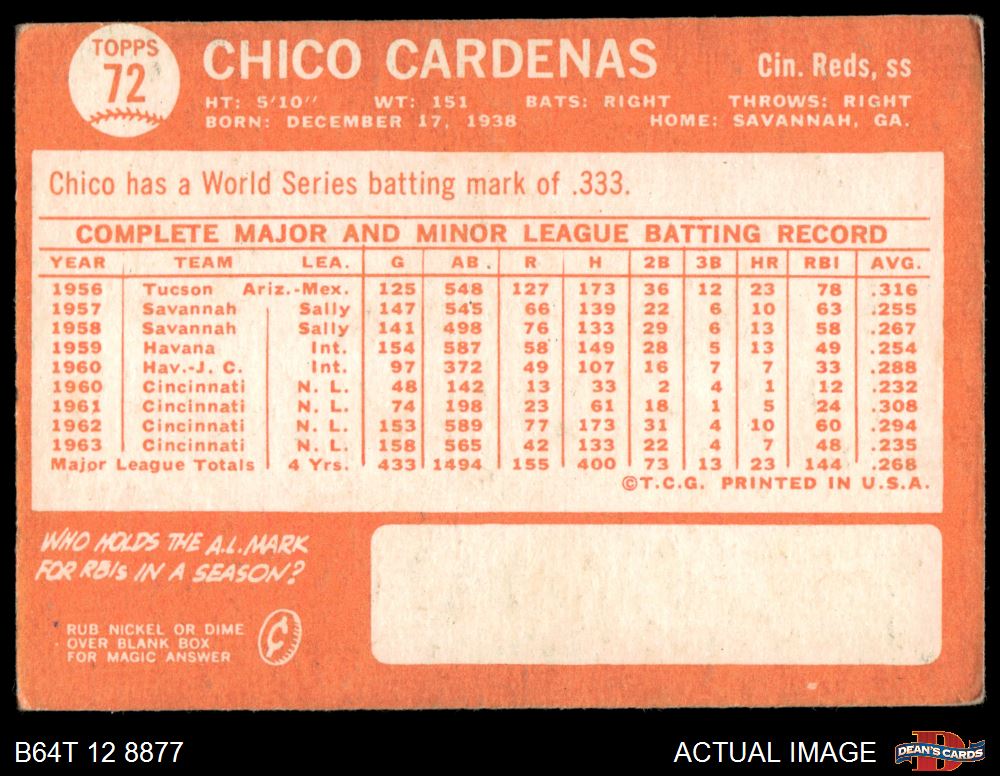 TOPPS
72
CHICO CARDENAS
Cin. Reds, ss
HT: 5'10" WT: 151 BATS: RIGHT THROWS: RIGHT
BORN: DECEMBER 17, 1938 HOME: SAVANNAH, GA.
Chico has a World Series batting mark of .333.
COMPLETE MAJOR AND MINOR LEAGUE BATTING RECORD
YEAR TEAM LEA. G AB. R H 2B 3B HR RBI AVG.
1956 Tucson Ariz.-Mex. 125 548 127 173 36 12 23 78 .316
1957 Savannah Sally 147 545 66 139 22 6 10 63 .255
1958 Savannah Sally 141 498 76 133 29 6 13 58 .267
1959 Havana Int. 154 587 58 149 28 5 13 49 .254
1960 Hav.-J. C. Int. 97 372 49 107 16 7 7 33 .288
1960 Cincinnati N. L. 48 142 13 33 2 4 1 12 .232
1961 Cincinnati N. L. 74 198 23 61 18 1 5 24 .308
1962 Cincinnati N. L. 153 589 77 173 31 4 10 60 .294
1963 Cincinnati N. L. 158 565 42 133 22 4 7 48 .235
Major League Totals 4 Yrs. 433 1494 155 400 73 13 23 144 .268
©T.C.G. PRINTED IN U.S.A.
WHO HOLDS THE A.L. MARK
FOR RBIs IN A SEASON?
RUB NICKEL OR DIME
OVER BLANK BOX
FOR MAGIC ANSWER
¢
B64T 12 8877
ACTUAL IMAGE
DEAN'S CARDS